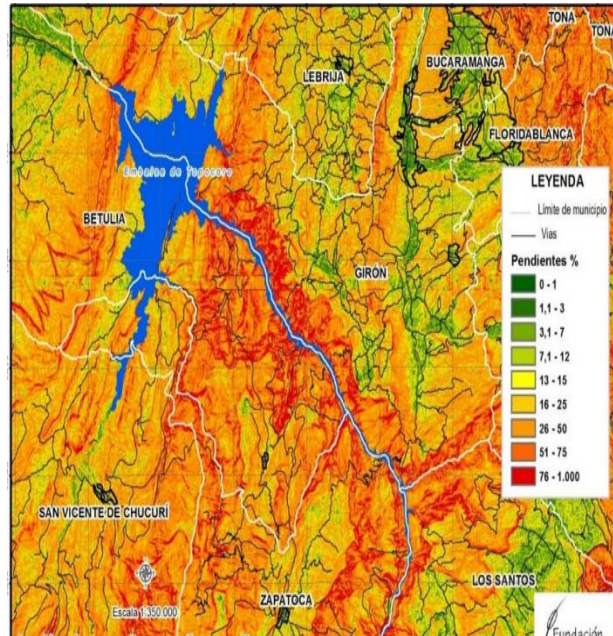 TONA
TONA
BUCARAMANGA
LEBRIJA
FLORIDABLANCA
Embalse de Topocoro
BETULIA
GIRÓN
LEYENDA
Límite de municipio
Vias
Pendientes %
0 - 1
1,1 - 3
3,1 - 7
7,1 - 12
13 - 15
16 - 25
26 - 50
51 - 75
76 - 1.000
SAN VICENTE DE CHUCURÍ
LOS SANTOS
ZAPATOCA
Escala 1:350.000
Fundación